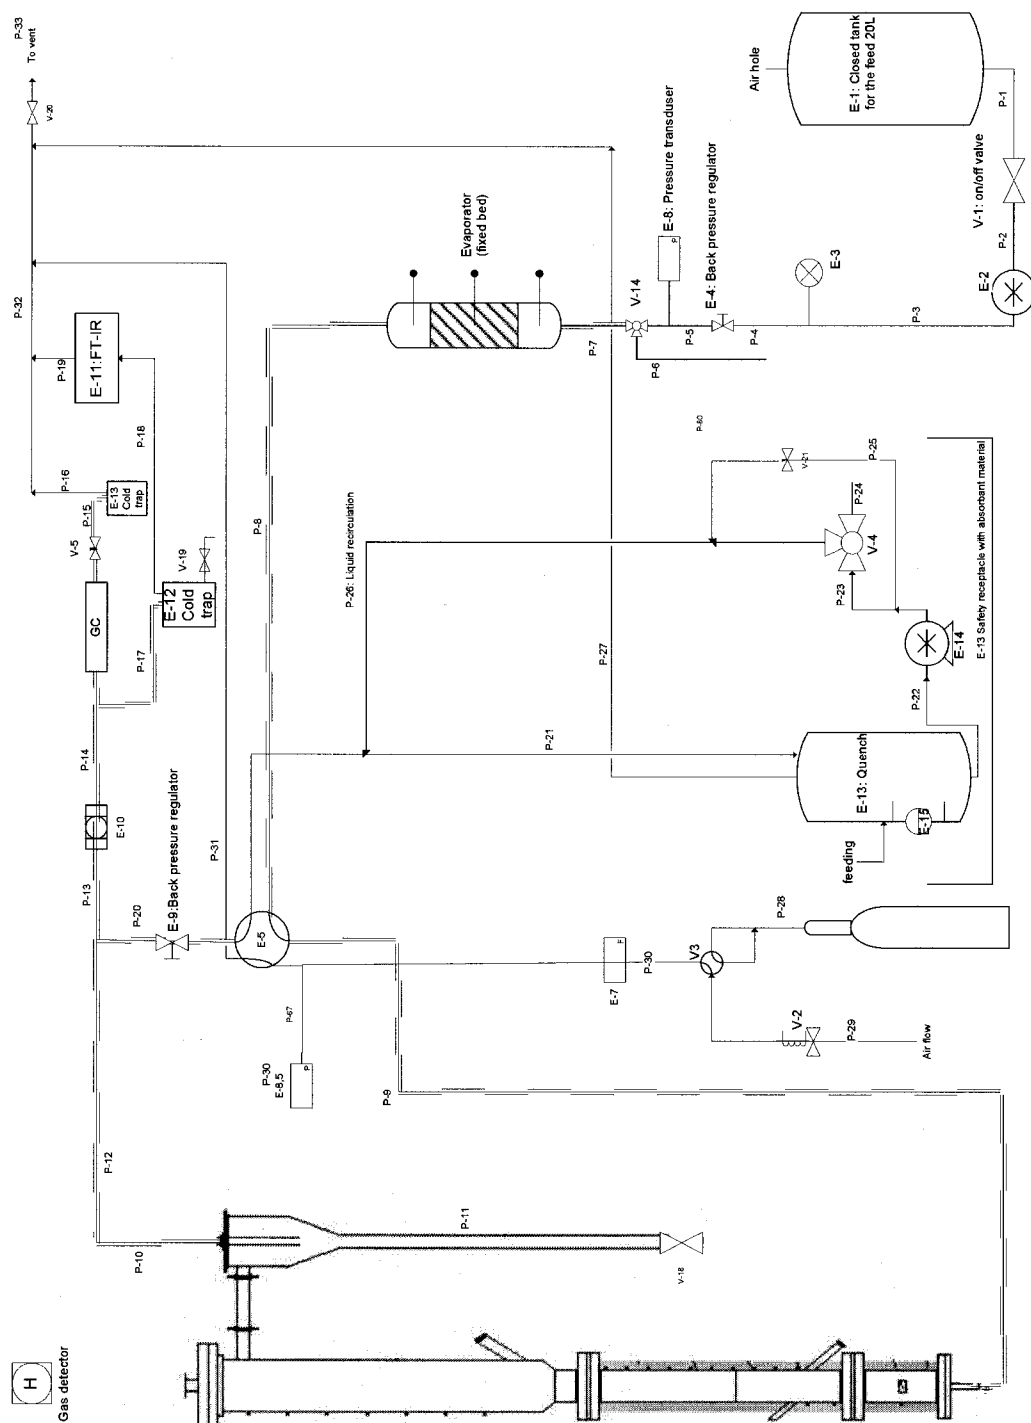 P-33
To vent
V-20
Air hole
E-1: Closed tank
for the feed 20L
P-1
V-1: on/off valve
P-2
E-2
P-3
E-3
P-4
E-4: Back pressure regulator
P-5
E-8: Pressure transduser
P
V-14
P-6
P-7
Evaporator
(fixed bed)
P-8
P-32
P-19
E-11: FT-IR
P-18
P-16
E-13
Cold
trap
P-15
V-5
V-19
E-12
Cold
trap
GC
P-17
P-14
E-10
P-13
P-20
E-9:Back pressure regulator
P-31
E-5
P-26: Liquid recirculation
P-21
P-27
P-80
V-21
P-25
P-24
V-4
P-23
E-14
P-22
E-13 Safety receptacle with absorbant material
E-13: Quench
E-15
feeding
P-28
V3
P-30
E-7
V-2
P-29
Air flow
P-67
P-30
E-8,5
P
P-9
P-12
P-10
P-11
V-18
H
Gas detector